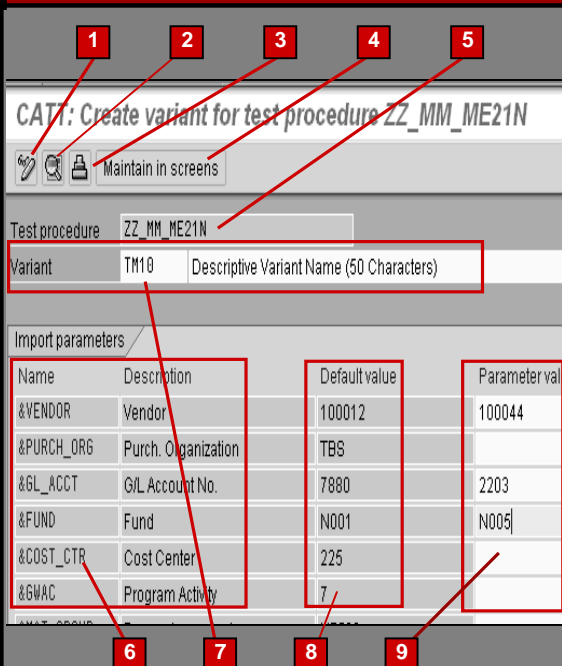 1 2 3 4 5
CATT: Create variant for test procedure ZZ_MM_ME21N
Maintain in screens
Test procedure ZZ_MM_ME21N
Variant TM10 Descriptive Variant Name (50 Characters)
Import parameters
Name Description Default value Parameter val
&VENDOR Vendor 100012 100044
&PURCH_ORG Purch. Organization TBS
&GL_ACCT G/L Account No. 7880 2203
&FUND Fund N001 N005
&COST_CTR Cost Center 225
&GWAC Program Activity 7
6 7 8 9